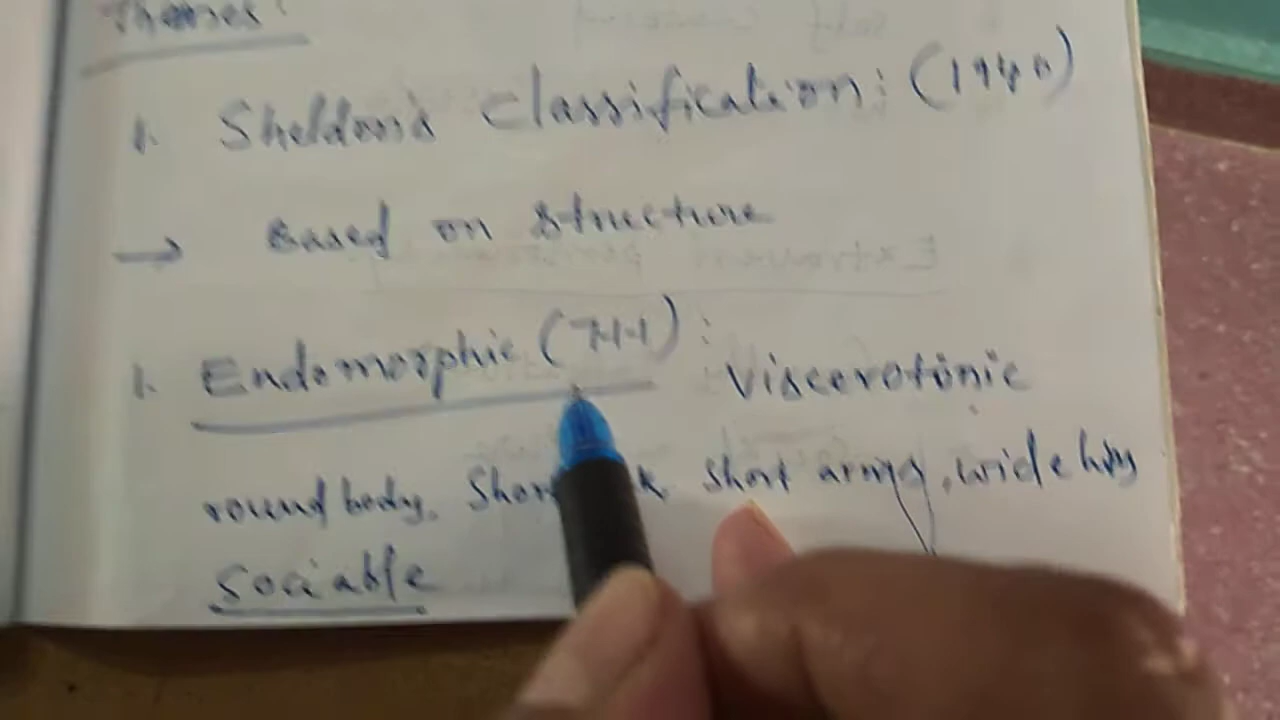 Themes:
1. Sheldon's Classification: (1940)
→ Based on structure
1. Endomorphic (7-1-1): Viscerotonic
round body, short arms, wide hips
Sociable